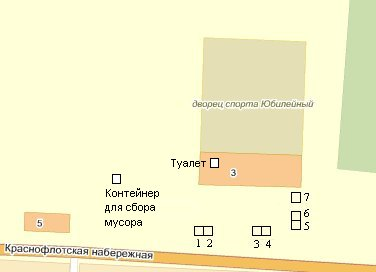 дворец спорта Юбилейный
Туалет
3
Контейнер
для сбора
мусора
7
6
5
5
1 2
3 4
Краснофлотская набережная